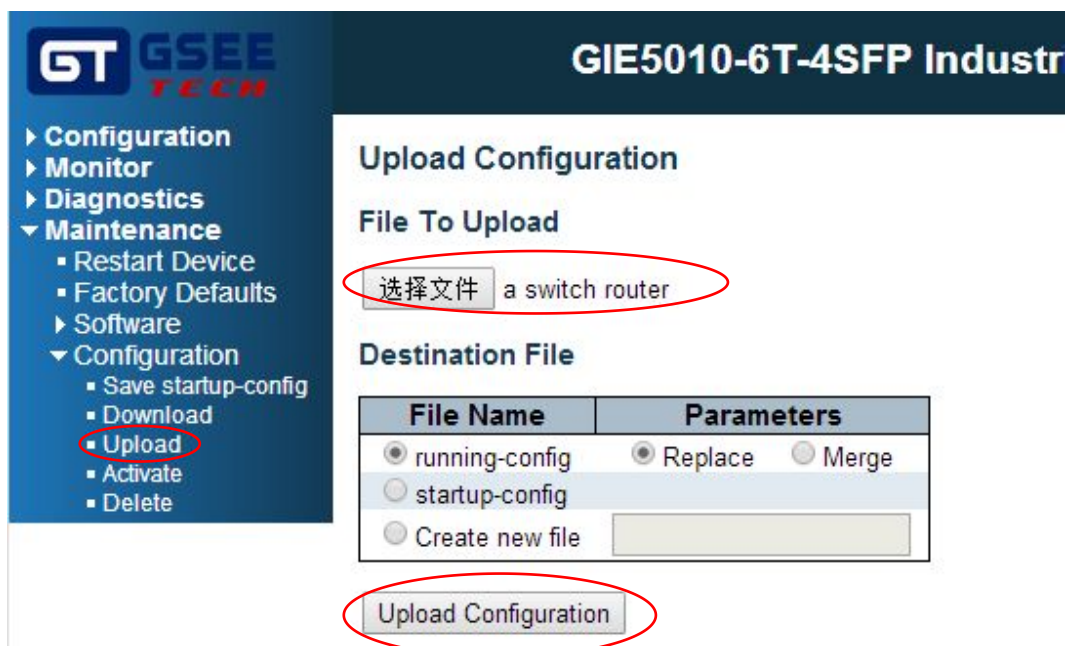 GT GSEE
TECH
GIE5010-6T-4SFP Industr
Configuration
Monitor
Diagnostics
Maintenance
Restart Device
Factory Defaults
Software
Configuration
Save startup-config
Download
Upload
Activate
Delete
Upload Configuration
File To Upload
选择文件 a switch router
Destination File
File Name Parameters
running-config Replace Merge
startup-config
Create new file
Upload Configuration